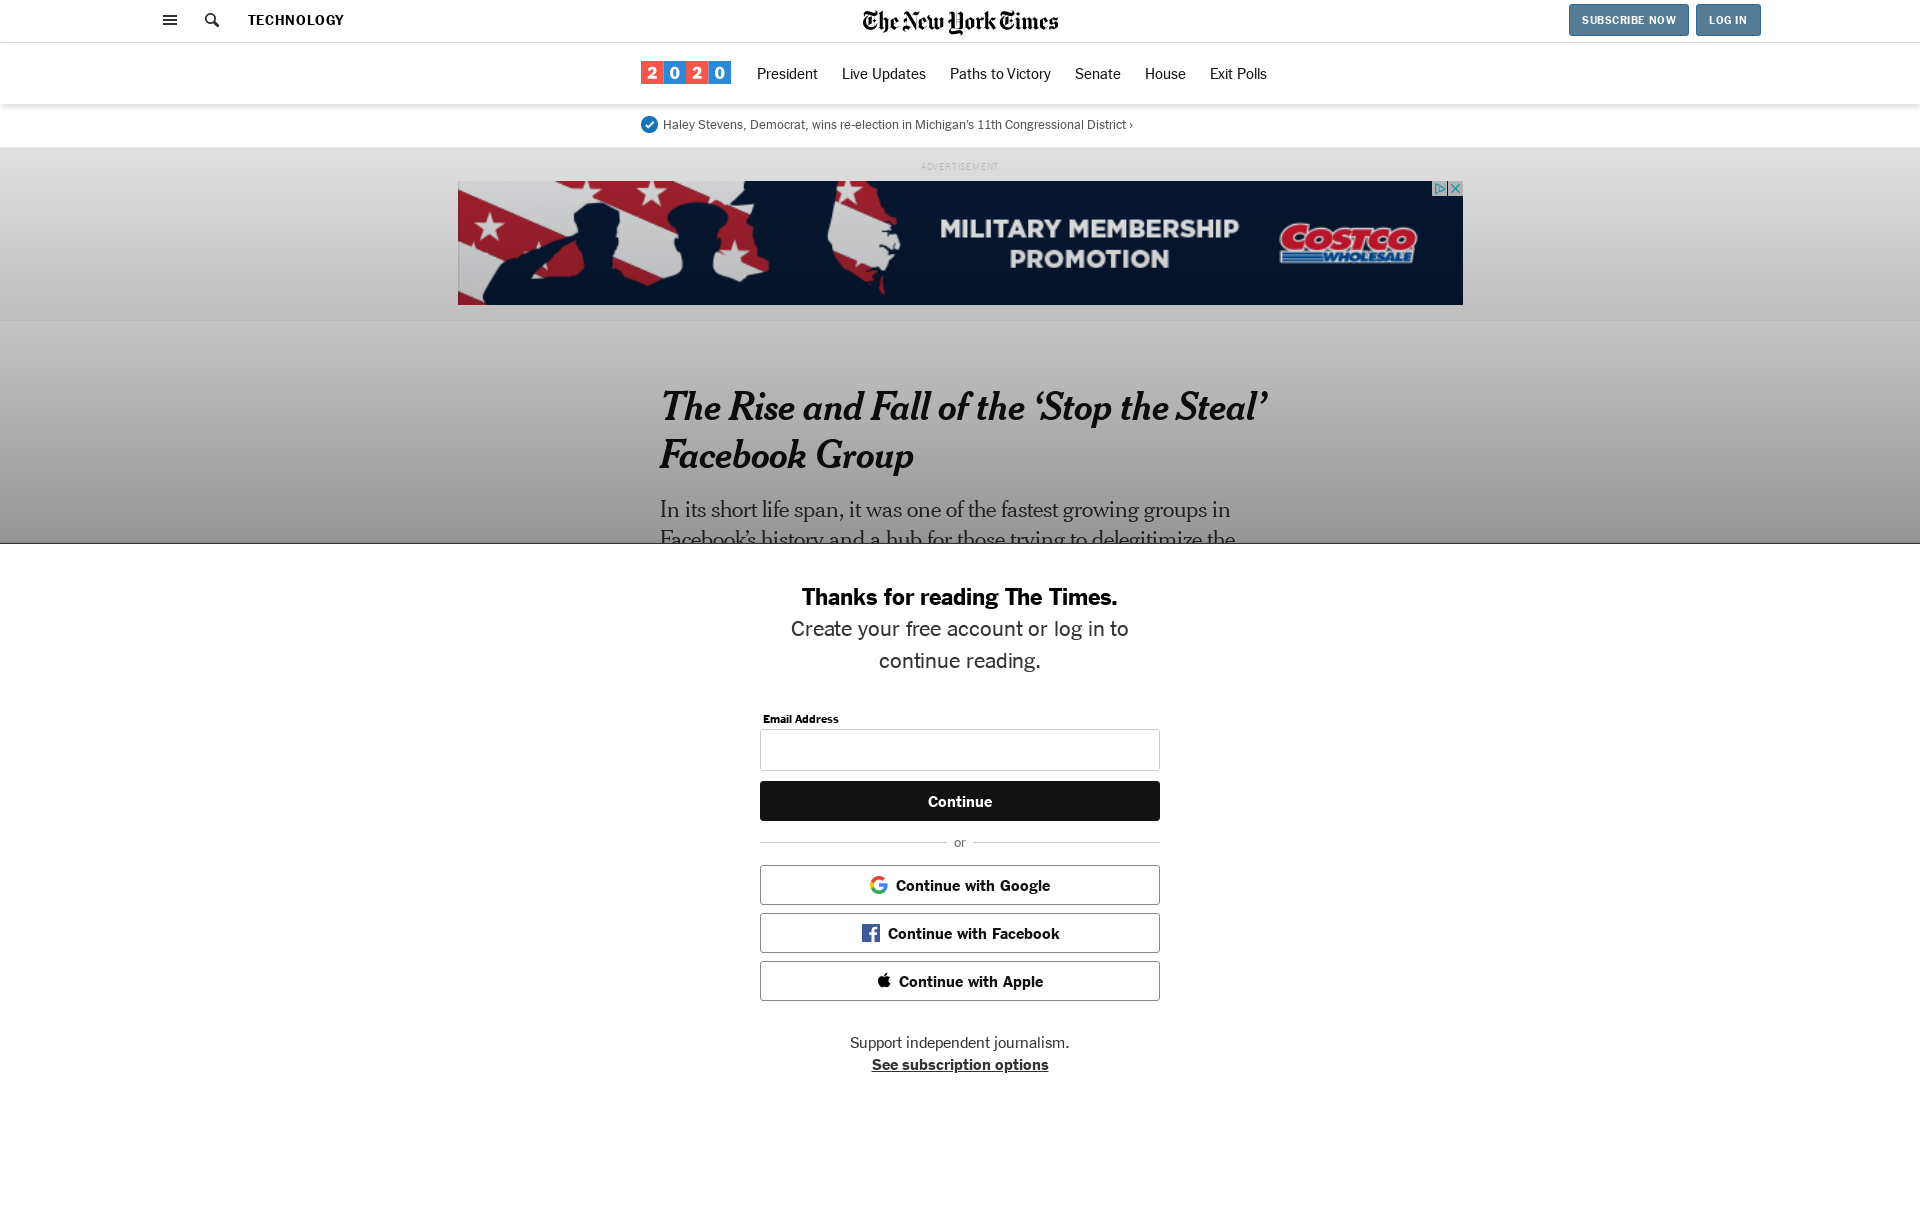 TECHNOLOGY
The New York Times
SUBSCRIBE NOW
LOG IN
2020
President
Live Updates
Paths to Victory
Senate
House
Exit Polls
Haley Stevens, Democrat, wins re-election in Michigan’s 11th Congressional District ›
ADVERTISEMENT
MILITARY MEMBERSHIP
PROMOTION
COSTCO
WHOLESALE
The Rise and Fall of the ‘Stop the Steal’
Facebook Group
In its short life span, it was one of the fastest growing groups in
Facebook’s history and a hub for those trying to delegitimize the
Thanks for reading The Times.
Create your free account or log in to
continue reading.
Email Address
Continue
or
Continue with Google
Continue with Facebook
Continue with Apple
Support independent journalism.
See subscription options